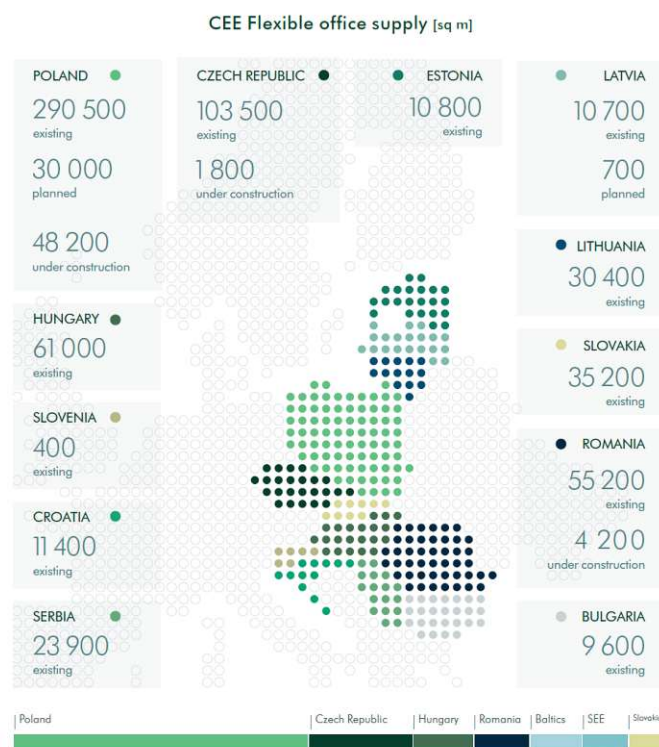 CEE Flexible office supply [sq m]
POLAND
290 500
existing
30 000
planned
48 200
under construction
CZECH REPUBLIC
103 500
existing
1 800
under construction
ESTONIA
10 800
existing
LATVIA
10 700
existing
700
planned
LITHUANIA
30 400
existing
HUNGARY
61 000
existing
SLOVAKIA
35 200
existing
SLOVENIA
400
existing
ROMANIA
55 200
existing
4 200
under construction
CROATIA
11 400
existing
SERBIA
23 900
existing
BULGARIA
9 600
existing
Poland
Czech Republic
Hungary
Romania
Baltics
SEE
Slovakia